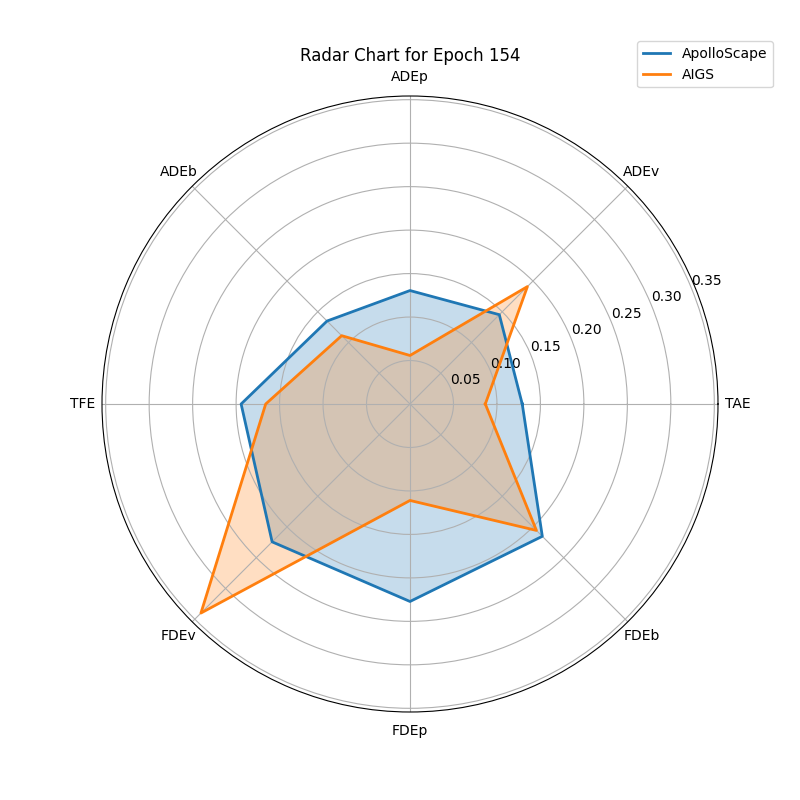 Radar Chart for Epoch 154
ApolloScape
AIGS
ADEp
ADEb
ADEv
0.35
0.30
0.25
0.20
0.15
0.10
0.05
TFE
TAE
FDEv
FDEb
FDEp